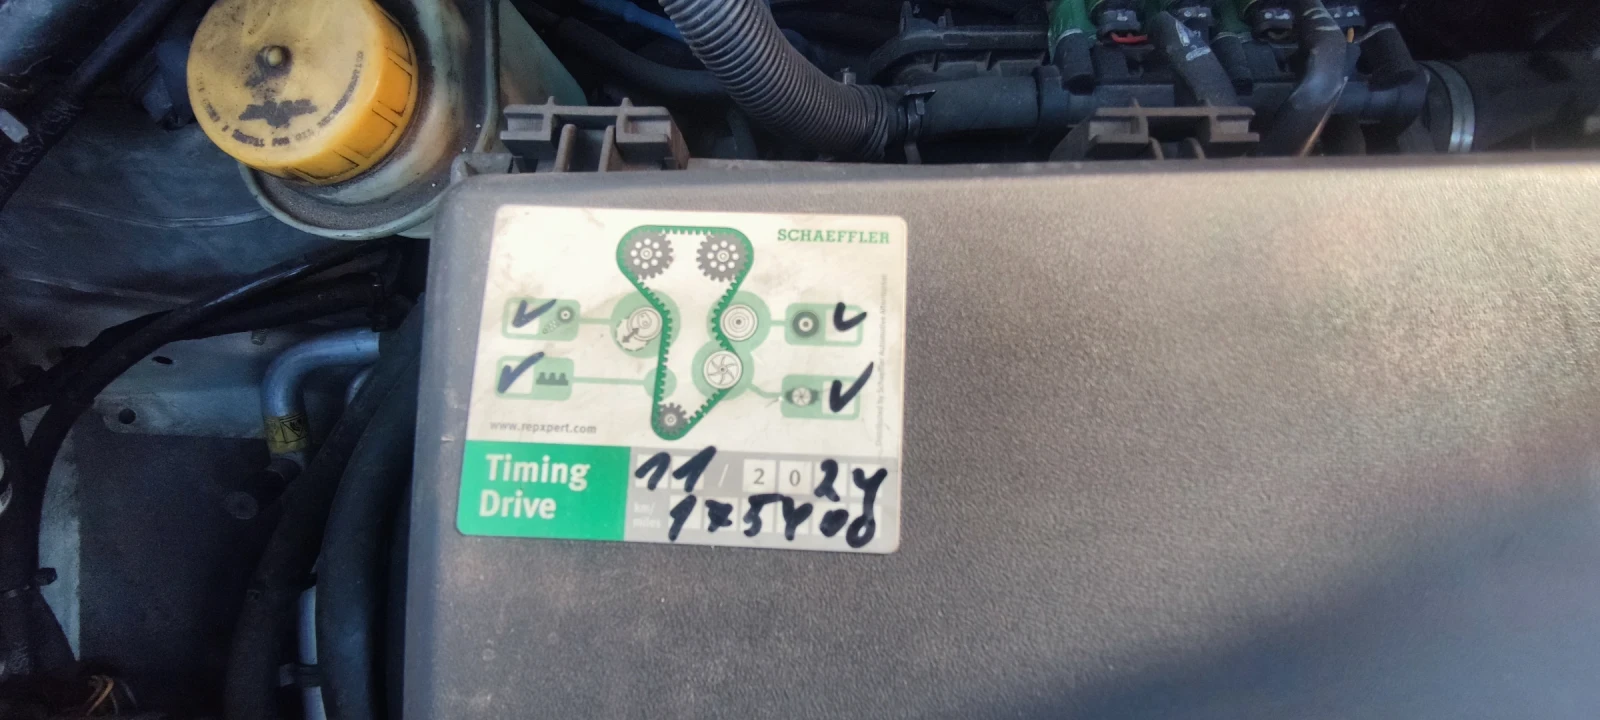 SCHAEFFLER
www.repxpert.com
Timing
Drive
11 / 2024
km/
miles
175400